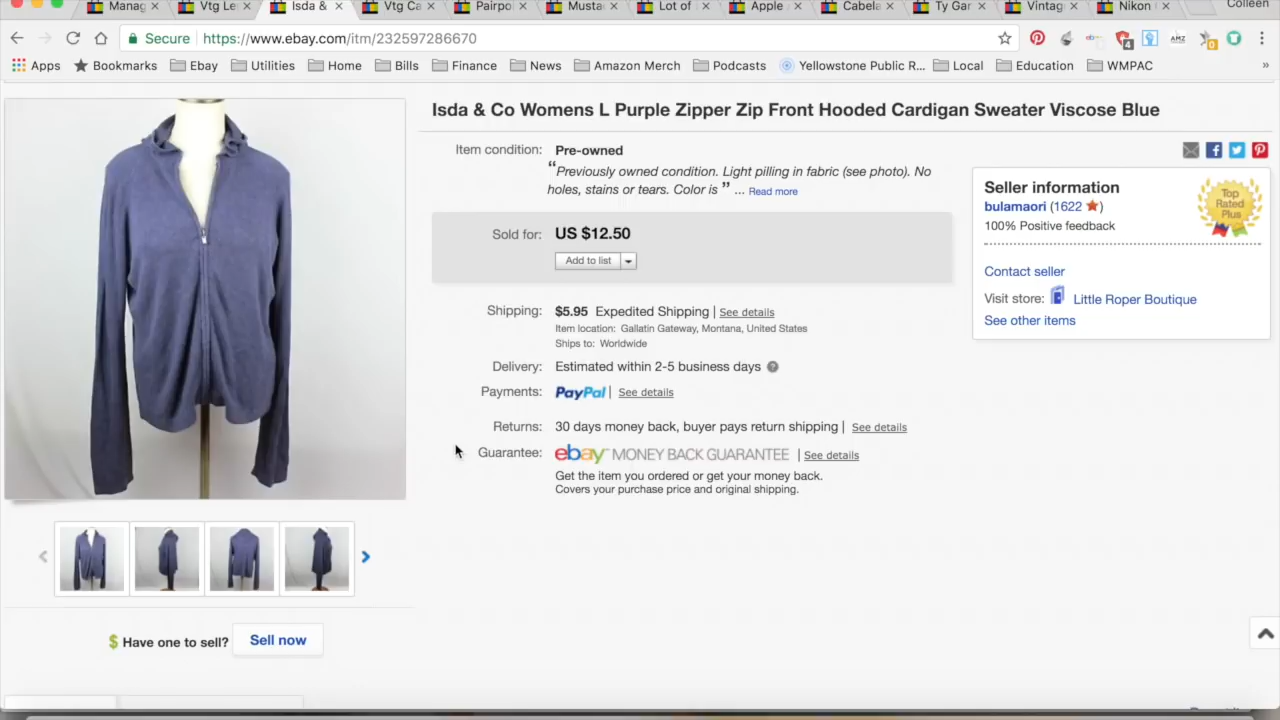 Manag
Vtg Le
Isda &
Vtg Ca
Pairpoi
Musta
Lot of
Apple
Cabela
Ty Gar
Vintag
Nikon
Colleen
Secure
https://www.ebay.com/itm/232597286670
4
AMZ
0
Apps
Bookmarks
Ebay
Utilities
Home
Bills
Finance
News
Amazon Merch
Podcasts
Yellowstone Public R...
Local
Education
WMPAC
»
Isda & Co Womens L Purple Zipper Zip Front Hooded Cardigan Sweater Viscose Blue
Item condition: Pre-owned
“Previously owned condition. Light pilling in fabric (see photo). No
holes, stains or tears. Color is ” ... Read more
Sold for: US $12.50
Add to list
Shipping: $5.95 Expedited Shipping | See details
Item location: Gallatin Gateway, Montana, United States
Ships to: Worldwide
Delivery: Estimated within 2-5 business days
Payments: PayPal | See details
Returns: 30 days money back, buyer pays return shipping | See details
Guarantee: ebay MONEY BACK GUARANTEE | See details
Get the item you ordered or get your money back.
Covers your purchase price and original shipping.
Seller information
bulamaori (1622)
100% Positive feedback
Top
Rated
Plus
Contact seller
Visit store: Little Roper Boutique
See other items
Have one to sell? Sell now